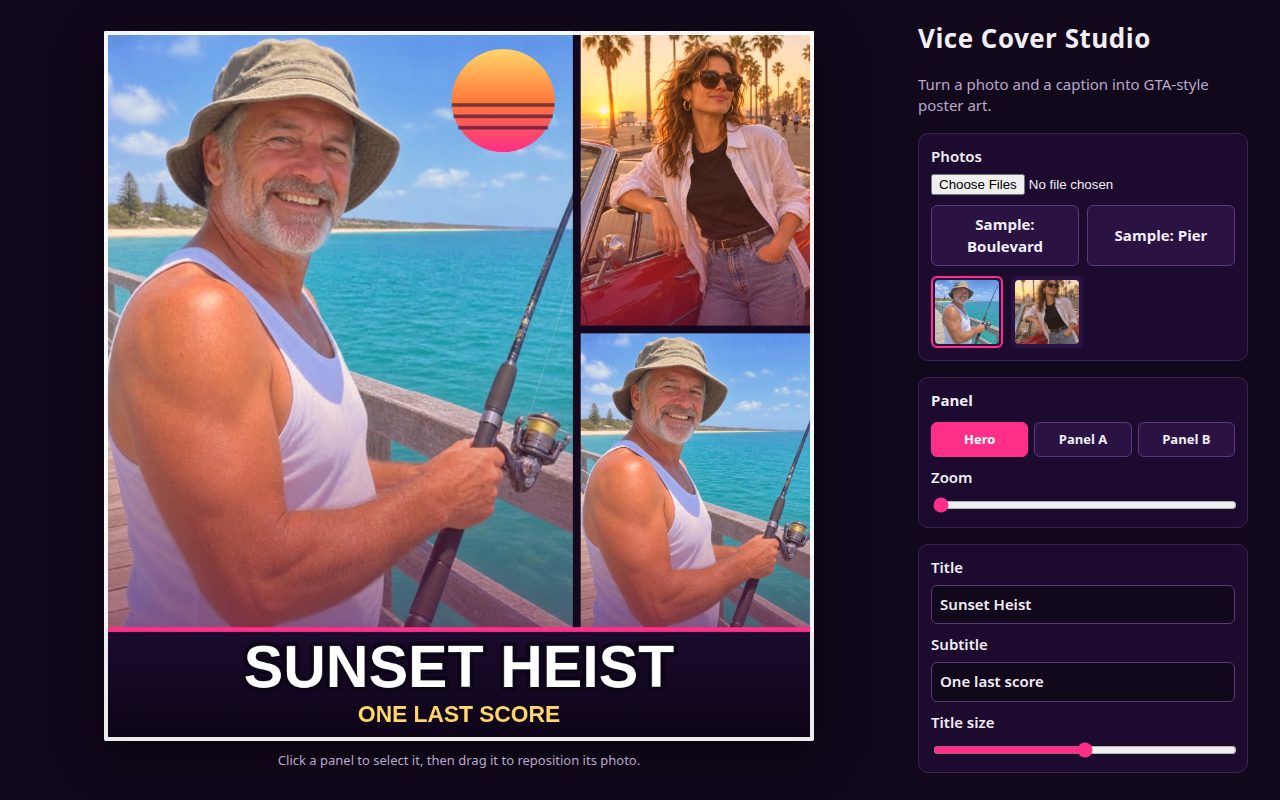 SUNSET HEIST
ONE LAST SCORE
Click a panel to select it, then drag it to reposition its photo.
Vice Cover Studio
Turn a photo and a caption into GTA-style
poster art.
Photos
Choose Files No file chosen
Sample:
Boulevard
Sample: Pier
Panel
Hero
Panel A
Panel B
Zoom
Title
Sunset Heist
Subtitle
One last score
Title size